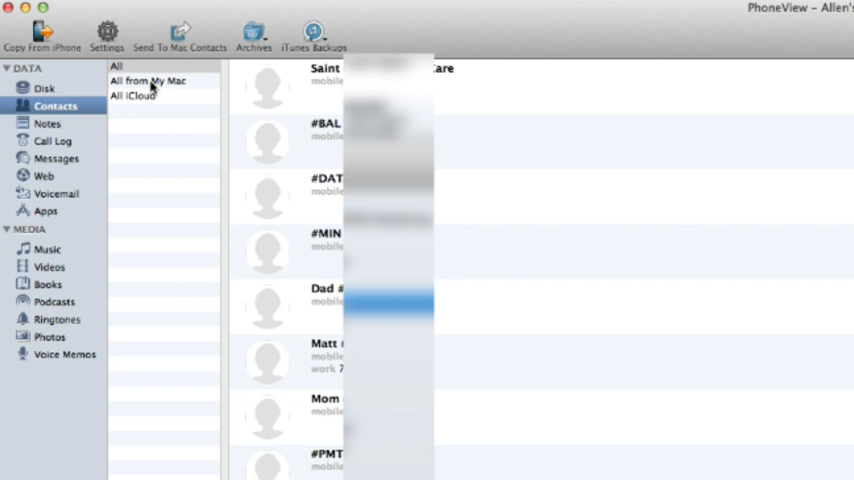 PhoneView – Allen's
Copy From iPhone Settings Send To Mac Contacts Archives iTunes Backups
DATA
Disk
Contacts
Notes
Call Log
Messages
Web
Voicemail
Apps
MEDIA
Music
Videos
Books
Podcasts
Ringtones
Photos
Voice Memos
All
All from My Mac
All iCloud
Saint
mobile
#BAL
mobile
#DAT
mobile
#MIN
mobile
Dad #
mobile
Matt
mobile
work 7
Mom
mobile
#PMT
mobile